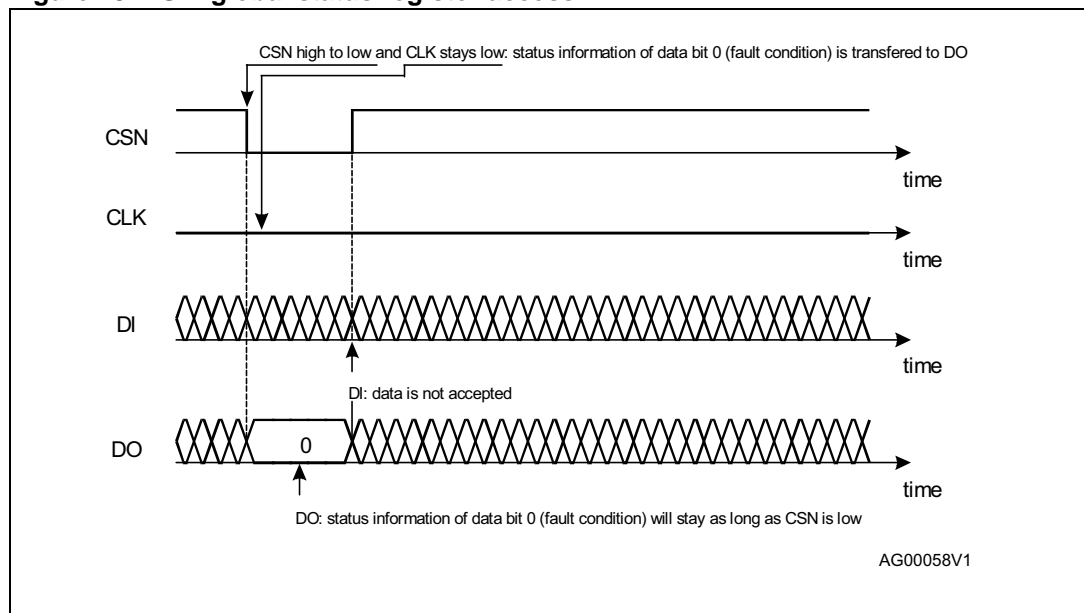 CSN high to low and CLK stays low: status information of data bit 0 (fault condition) is transfered to DO
CSN
time
CLK
time
DI
time
DI: data is not accepted
DO
0
time
DO: status information of data bit 0 (fault condition) will stay as long as CSN is low
AG00058V1